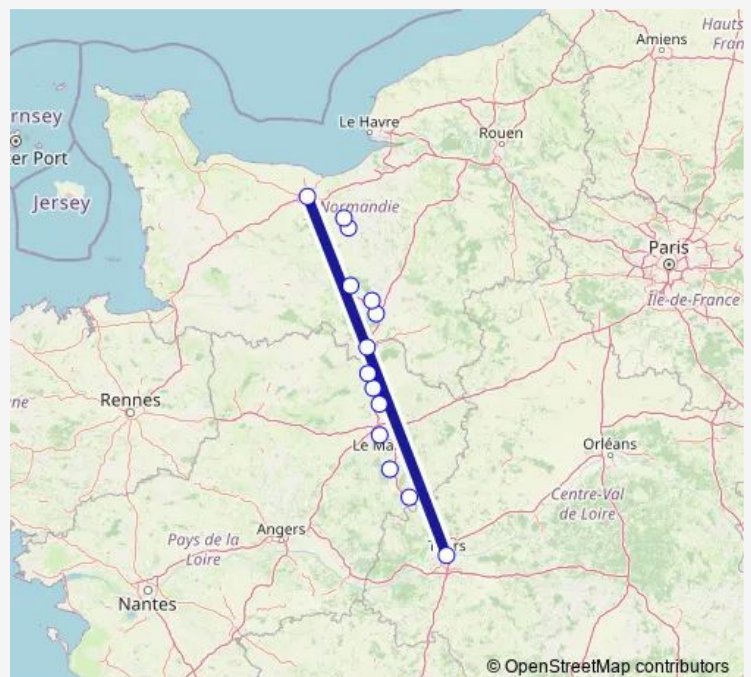 Hauts
Fran
Amiens
rnsey
er Port
Le Havre
Rouen
Jersey
Normandie
Paris
Île-de-France
ne
Rennes
Le Ma
Orléans
Centre-Val
de Loire
Angers
Pays de la
Loire
T rs
Nantes
© OpenStreetMap contributors